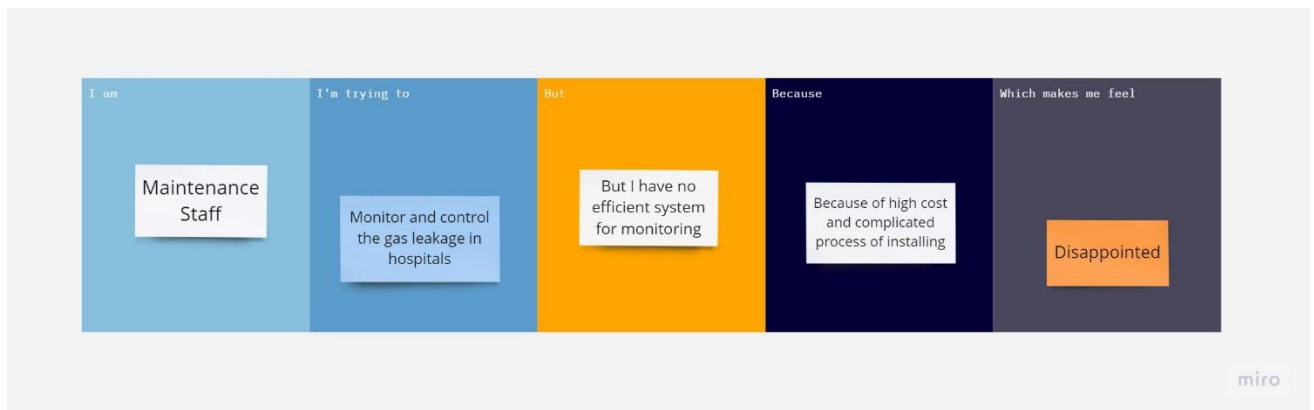 I am
Maintenance
Staff
I'm trying to
Monitor and control
the gas leakage in
hospitals
But
But I have no
efficient system
for monitoring
Because
Because of high cost
and complicated
process of installing
Which makes me feel
Disappointed
miro